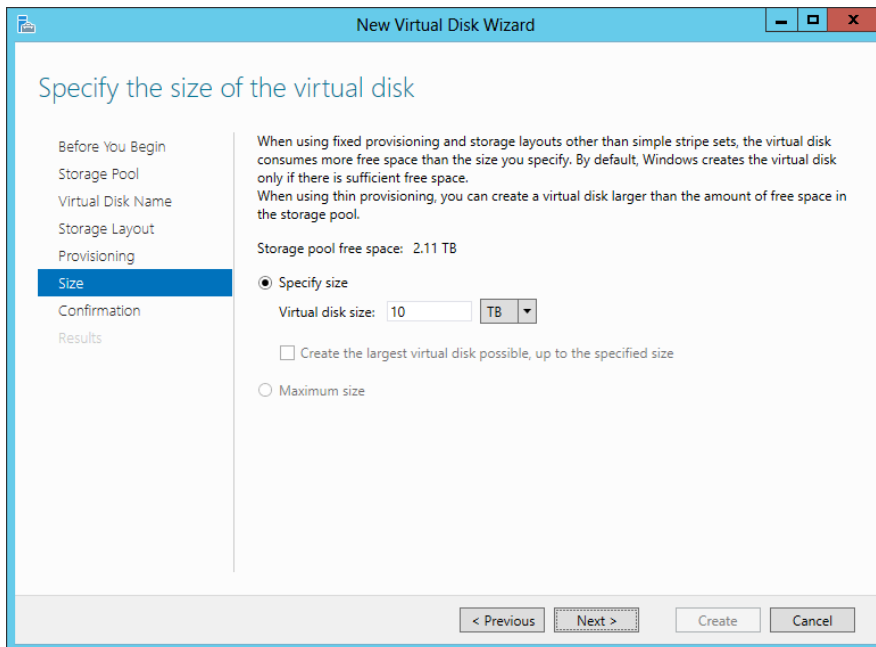 New Virtual Disk Wizard
Specify the size of the virtual disk
Before You Begin
Storage Pool
Virtual Disk Name
Storage Layout
Provisioning
Size
Confirmation
Results
When using fixed provisioning and storage layouts other than simple stripe sets, the virtual disk
consumes more free space than the size you specify. By default, Windows creates the virtual disk
only if there is sufficient free space.
When using thin provisioning, you can create a virtual disk larger than the amount of free space in
the storage pool.
Storage pool free space: 2.11 TB
Specify size
Virtual disk size: 10 TB
Create the largest virtual disk possible, up to the specified size
Maximum size
< Previous Next > Create Cancel